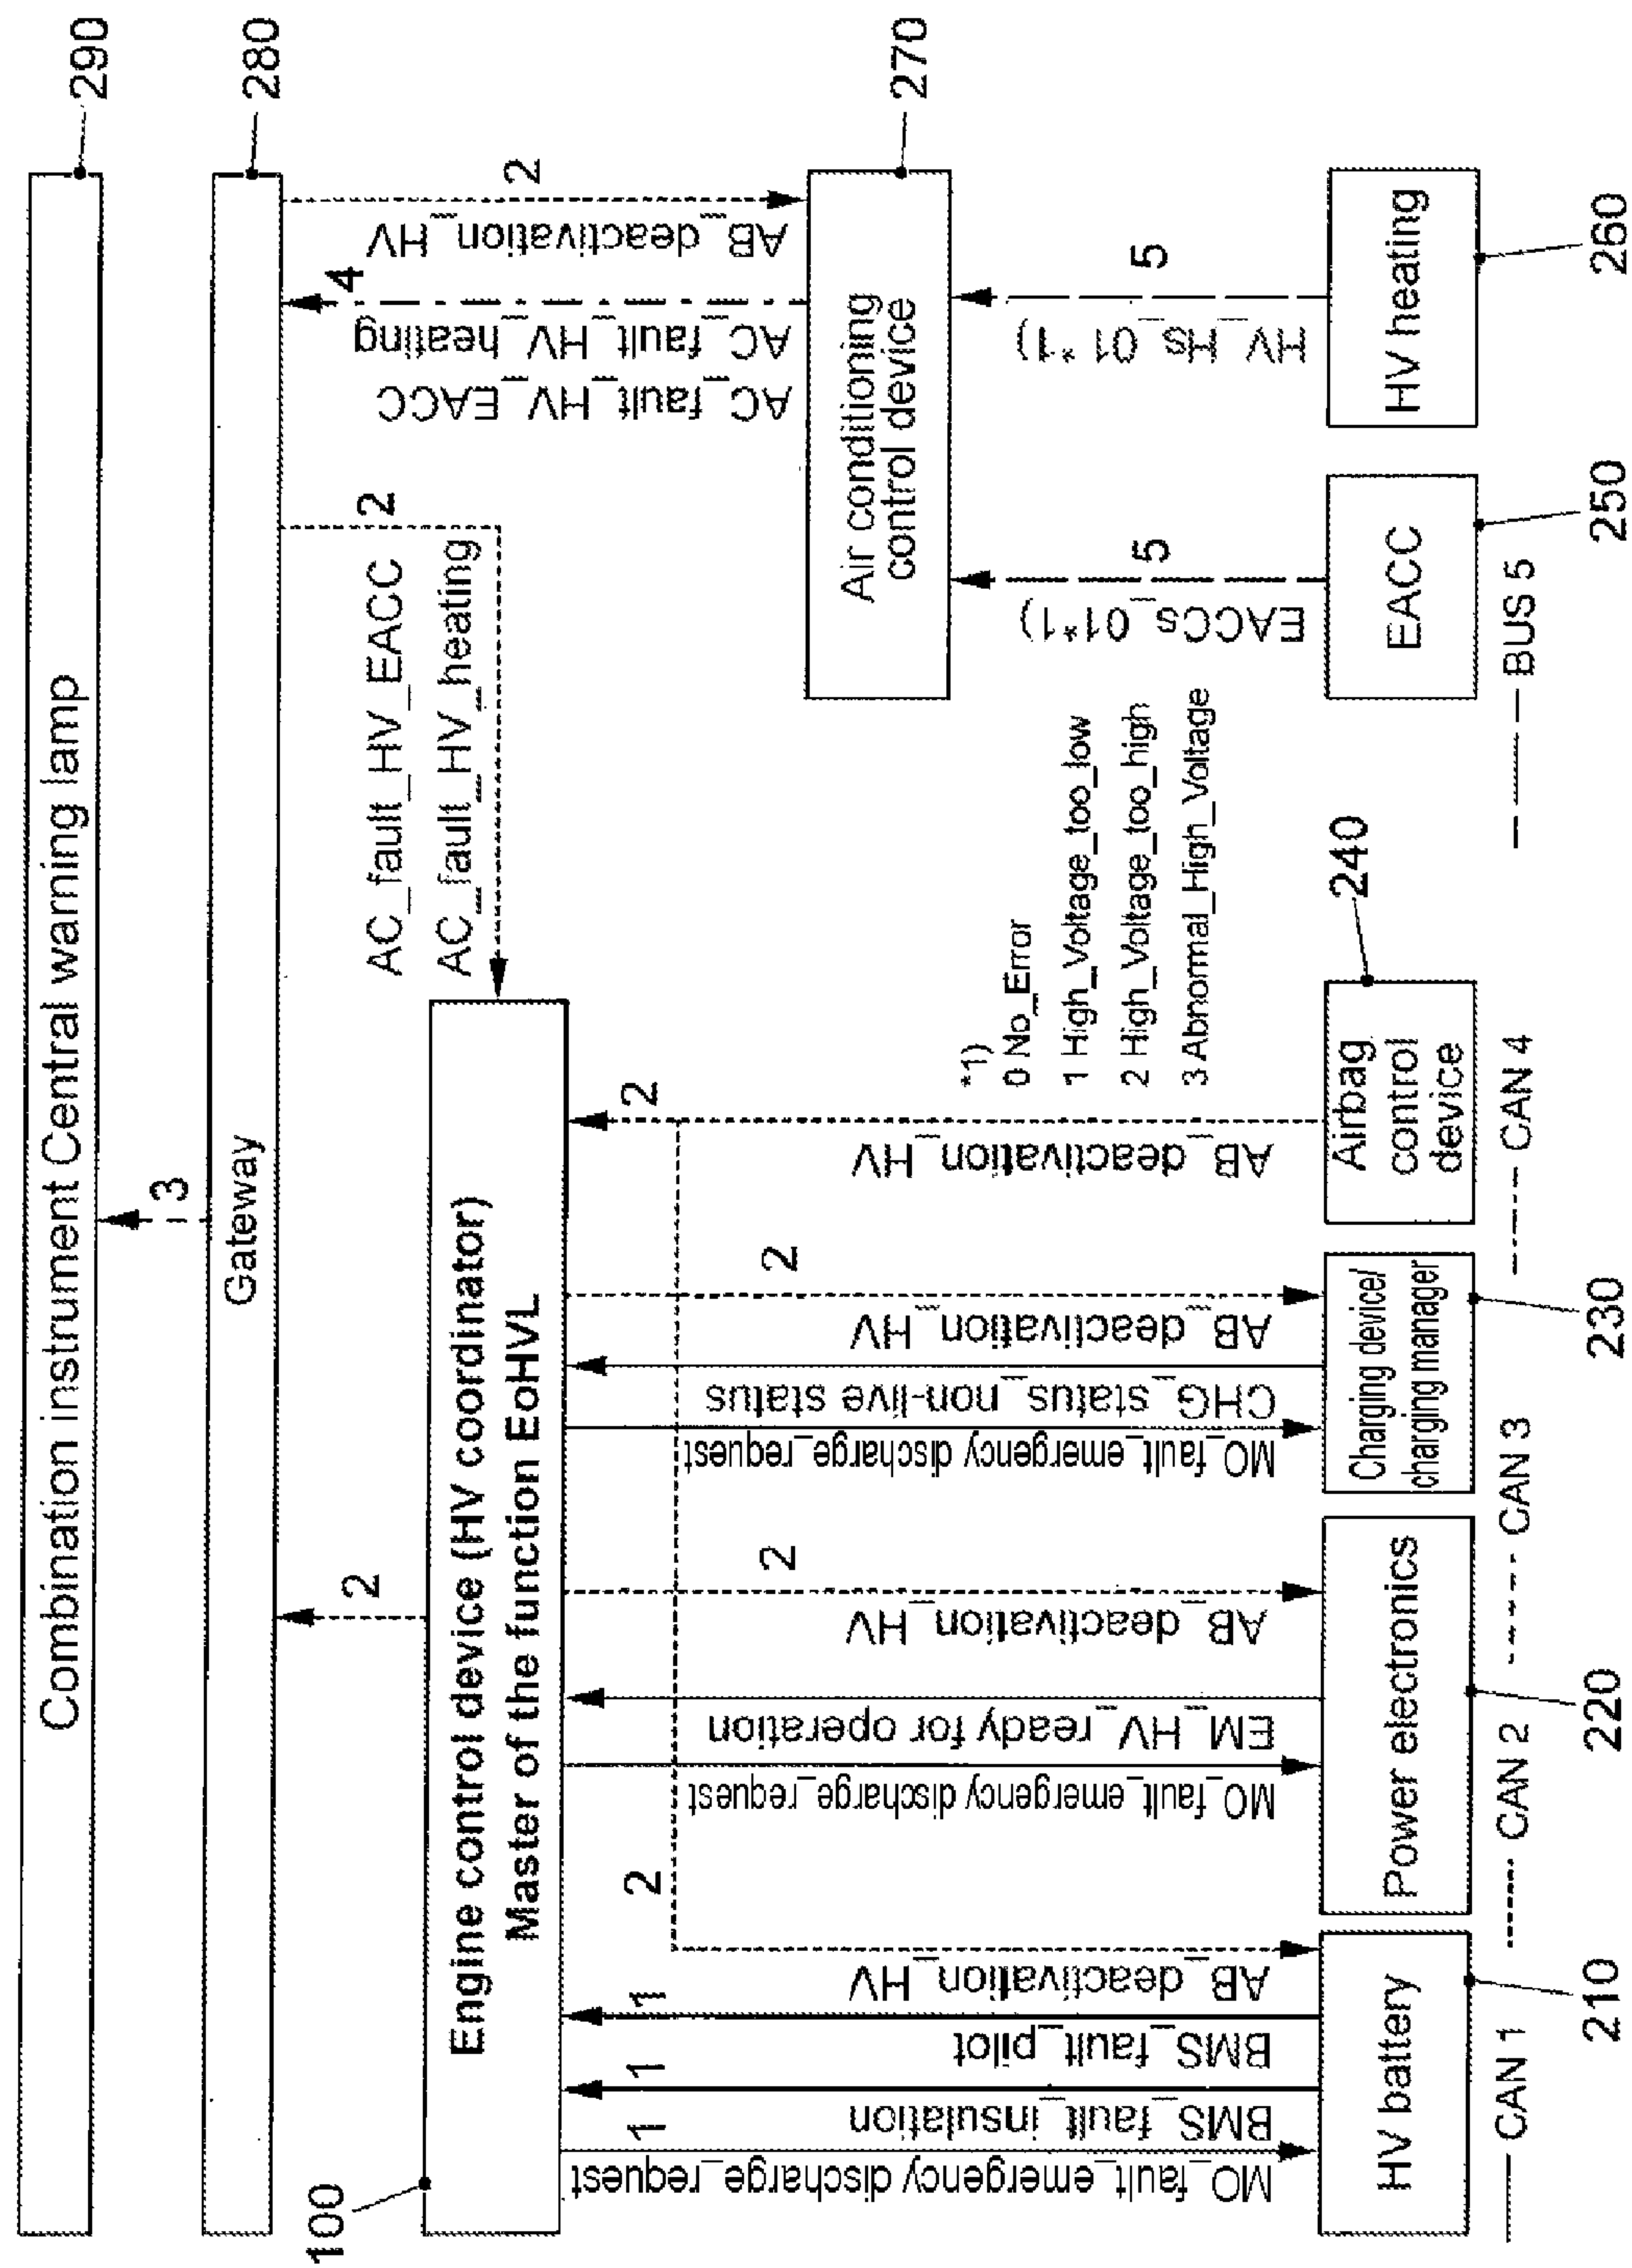 Combination instrument Central warning lamp
290
3
Gateway
280
2
AC_fault_HV_EACC
AC_fault_HV_heating
2
AC_fault_HV_EACC
AC_fault_HV_heating
4
AB_deactivation_HV
2
100
Engine control device (HV coordinator)
Master of the function EoHVL
Air conditioning
control device
270
MO_fault_emergency discharge_request
1
BMS_fault_insulation
1
BMS_fault_pilot
1
AB_deactivation_HV
2
MO_fault_emergency discharge_request
EM_HV_ready for operation
AB_deactivation_HV
2
MO_fault_emergency discharge_request
CHG_status_non-live status
AB_deactivation_HV
2
AB_deactivation_HV
2
*1)
0 No_Error
1 High_Voltage_too_low
2 High_Voltage_too_high
3 Abnormal_High_Voltage
EACCs_01*1)
5
HV_Hs_01*1)
5
HV battery
210
Power electronics
220
Charging device/
charging manager
230
Airbag
control
device
240
EACC
250
HV heating
260
CAN 1
CAN 2
CAN 3
CAN 4
BUS 5